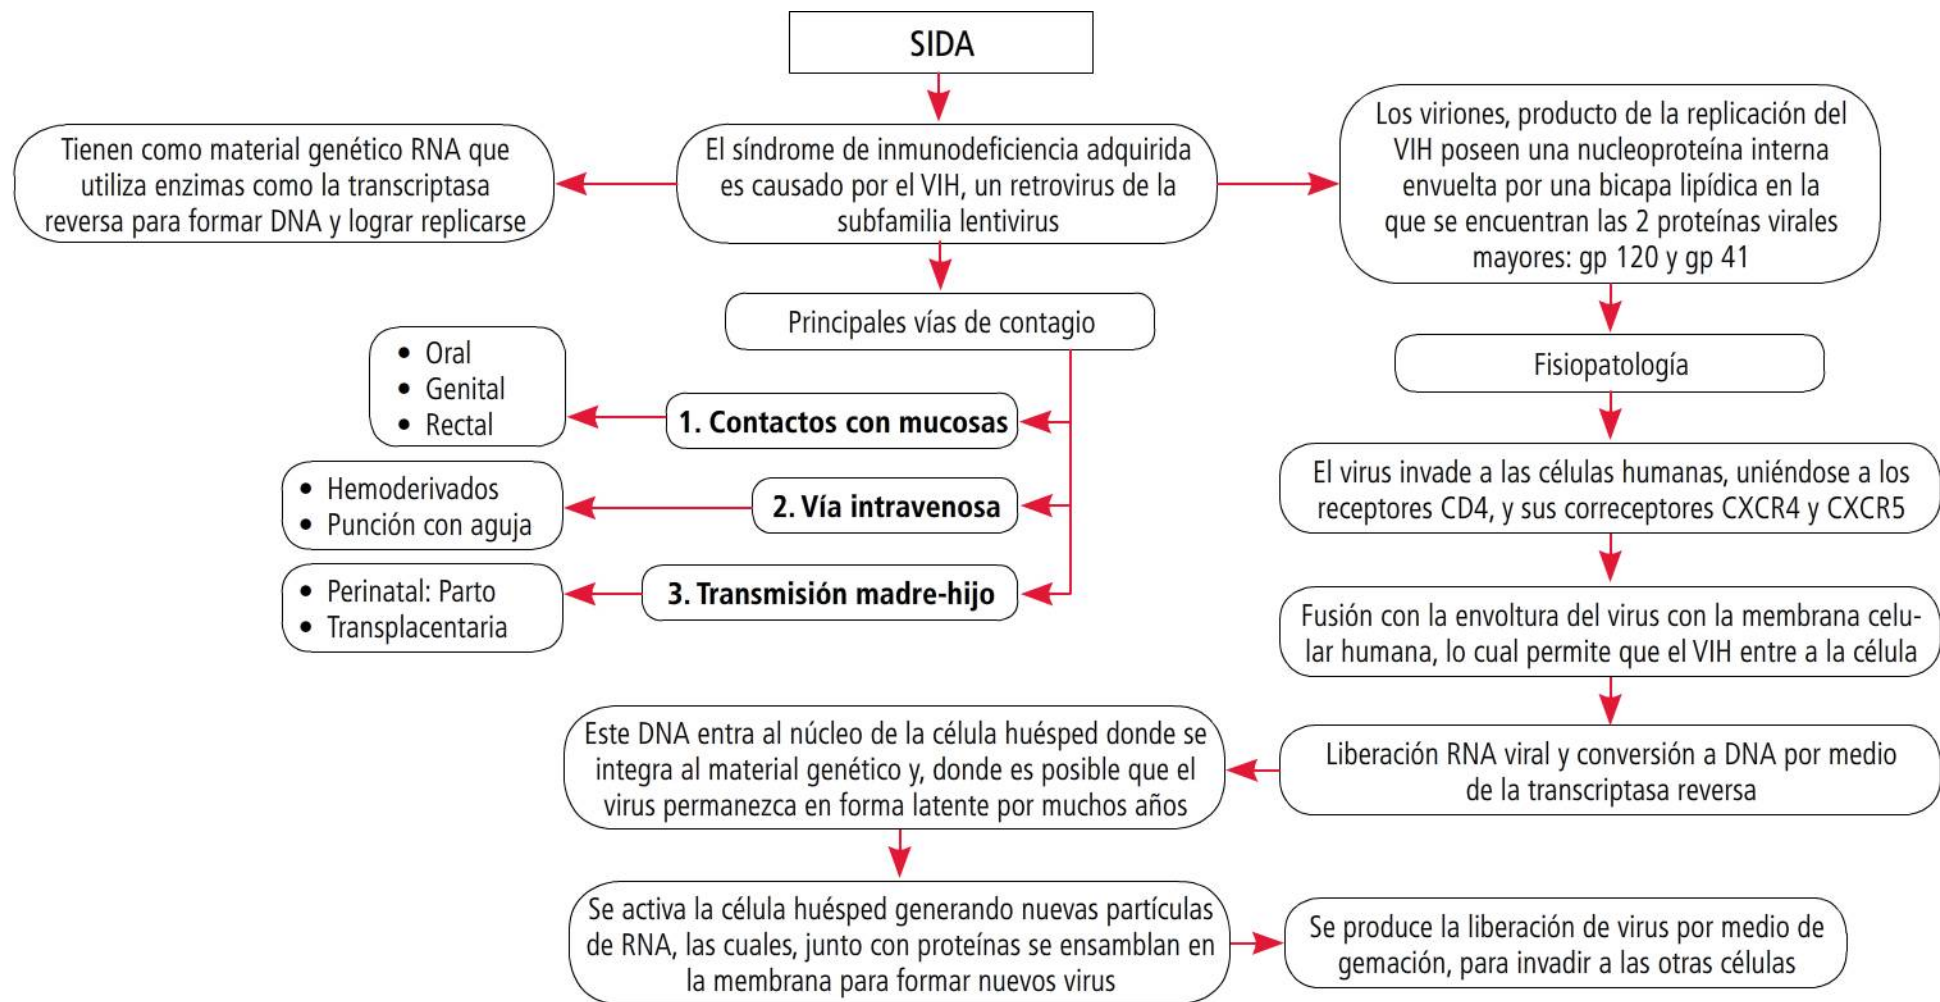 SIDA
Tienen como material genético RNA que
utiliza enzimas como la transcriptasa
reversa para formar DNA y lograr replicarse
El síndrome de inmunodeficiencia adquirida
es causado por el VIH, un retrovirus de la
subfamilia lentivirus
Los viriones, producto de la replicación del
VIH poseen una nucleoproteína interna
envuelta por una bicapa lipídica en la
que se encuentran las 2 proteínas virales
mayores: gp 120 y gp 41
Principales vías de contagio
• Oral
• Genital
• Rectal
1. Contactos con mucosas
• Hemoderivados
• Punción con aguja
2. Vía intravenosa
• Perinatal: Parto
• Transplacentaria
3. Transmisión madre-hijo
Fisiopatología
El virus invade a las células humanas, uniéndose a los
receptores CD4, y sus correceptores CXCR4 y CXCR5
Fusión con la envoltura del virus con la membrana celu-
lar humana, lo cual permite que el VIH entre a la célula
Liberación RNA viral y conversión a DNA por medio
de la transcriptasa reversa
Este DNA entra al núcleo de la célula huésped donde se
integra al material genético y, donde es posible que el
virus permanezca en forma latente por muchos años
Se activa la célula huésped generando nuevas partículas
de RNA, las cuales, junto con proteínas se ensamblan en
la membrana para formar nuevos virus
Se produce la liberación de virus por medio de
gemación, para invadir a las otras células